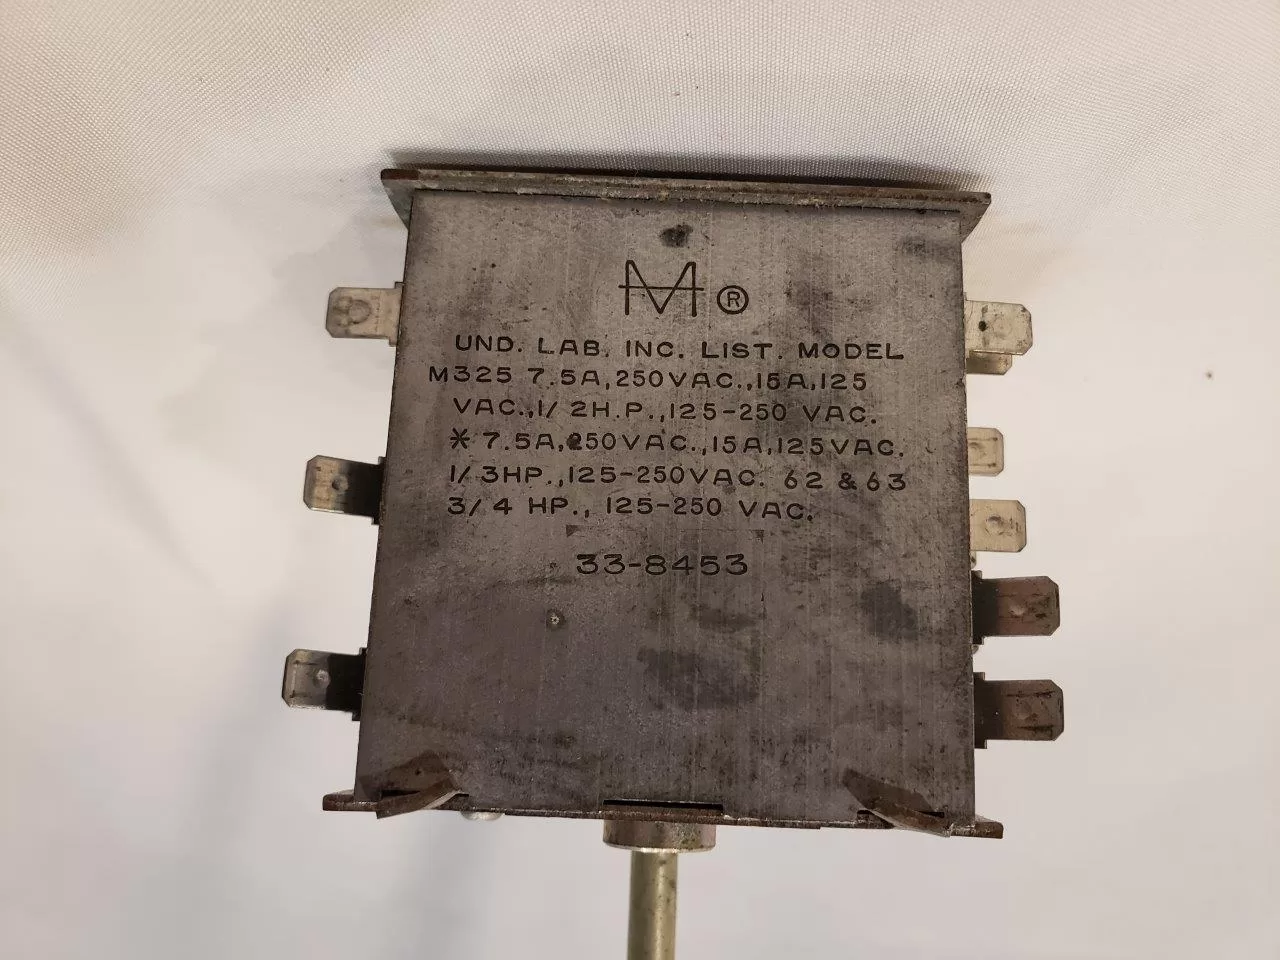 M ®
UND. LAB. INC. LIST. MODEL
M325 7.5A,250VAC.,15A,125
VAC.,1/2H.P.,125-250 VAC.
* 7.5A,250VAC.,15A,125VAC.
1/3HP.,125-250VAC. 62 & 63
3/4 HP., 125-250 VAC.
33-8453